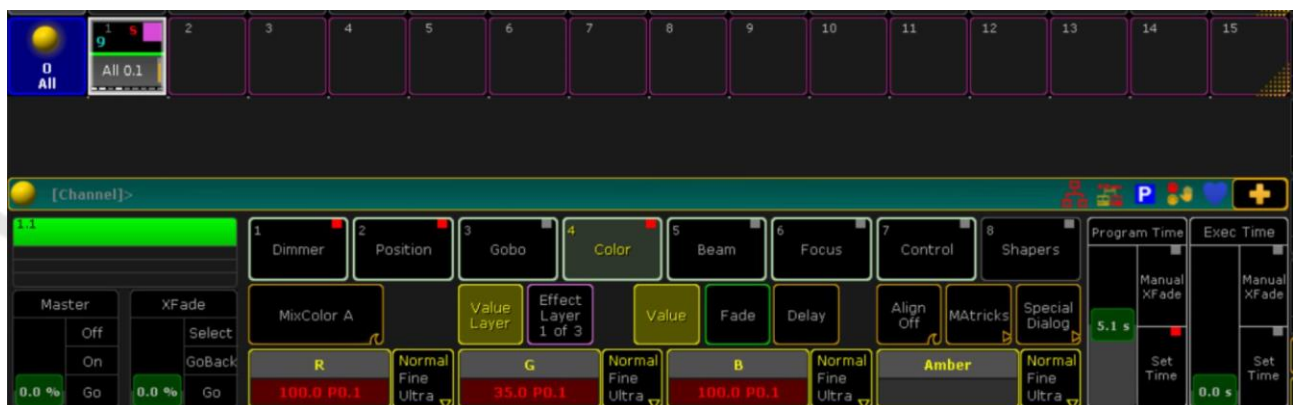 1 s 2 3 4 5 6 7 8 9 10 11 12 13 14 15
9
0 All 0.1
All
[Channel]> P
1.1
1 Dimmer 2 Position 3 Gobo 4 Color 5 Beam 6 Focus 7 Control 8 Shapers
Program Time Exec Time
Manual XFade Manual XFade
Master XFade
MixColor A Value Layer Effect Layer 1 of 3 Value Fade Delay Align Off MAtricks Special Dialog
5.1 s
Off Select
On GoBack
0.0 % Go 0.0 % Go
R Normal G Normal B Normal Amber Normal
Fine Fine Fine Fine
100.0 P0.1 Ultra 35.0 P0.1 Ultra 100.0 P0.1 Ultra Ultra
Set Time 0.0 s Set Time